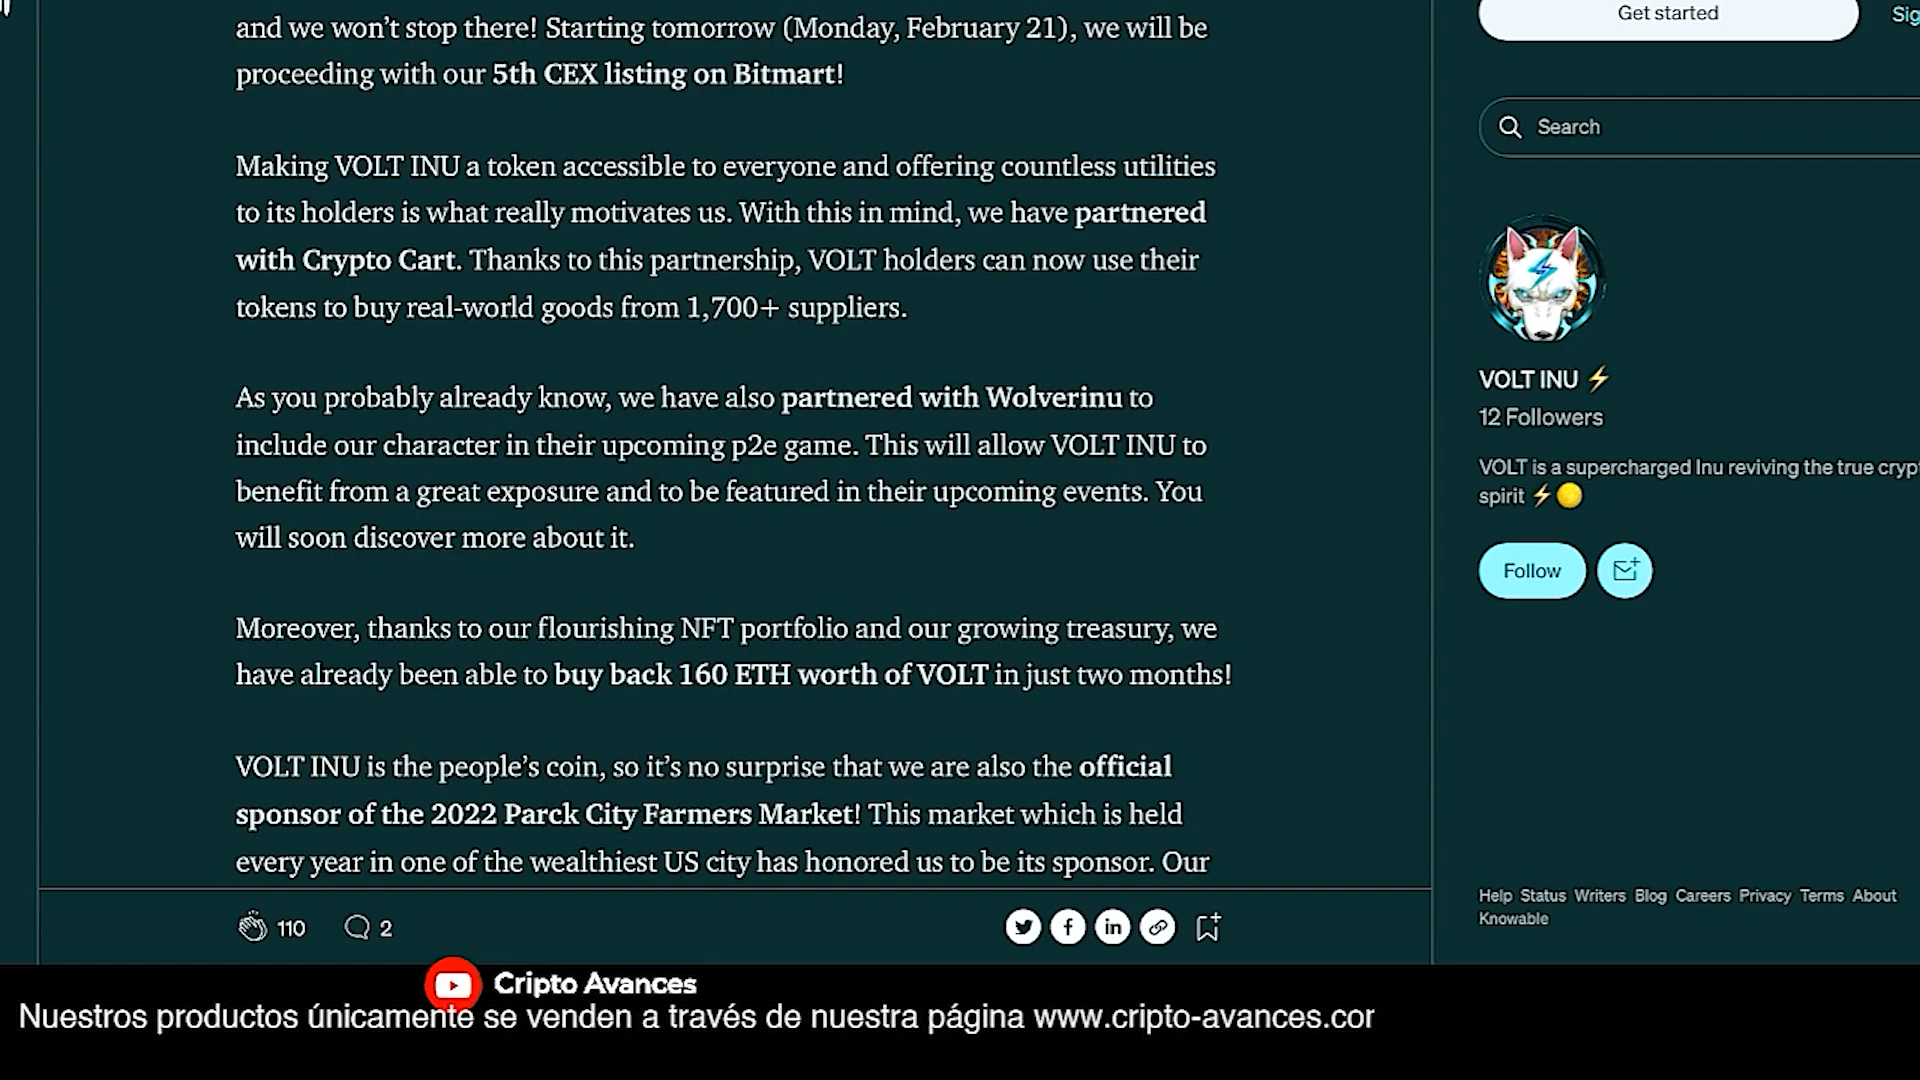 and we won’t stop there! Starting tomorrow (Monday, February 21), we will be
proceeding with our 5th CEX listing on Bitmart!
Making VOLT INU a token accessible to everyone and offering countless utilities
to its holders is what really motivates us. With this in mind, we have partnered
with Crypto Cart. Thanks to this partnership, VOLT holders can now use their
tokens to buy real-world goods from 1,700+ suppliers.
As you probably already know, we have also partnered with Wolverinu to
include our character in their upcoming p2e game. This will allow VOLT INU to
benefit from a great exposure and to be featured in their upcoming events. You
will soon discover more about it.
Moreover, thanks to our flourishing NFT portfolio and our growing treasury, we
have already been able to buy back 160 ETH worth of VOLT in just two months!
VOLT INU is the people’s coin, so it’s no surprise that we are also the official
sponsor of the 2022 Parck City Farmers Market! This market which is held
every year in one of the wealthiest US city has honored us to be its sponsor. Our
110
2
Get started
Sig
Search
VOLT INU ⚡
12 Followers
VOLT is a supercharged Inu reviving the true cryp
spirit ⚡🟡
Follow
Help Status Writers Blog Careers Privacy Terms About
Knowable
Cripto Avances
Nuestros productos únicamente se venden a través de nuestra página www.cripto-avances.cor